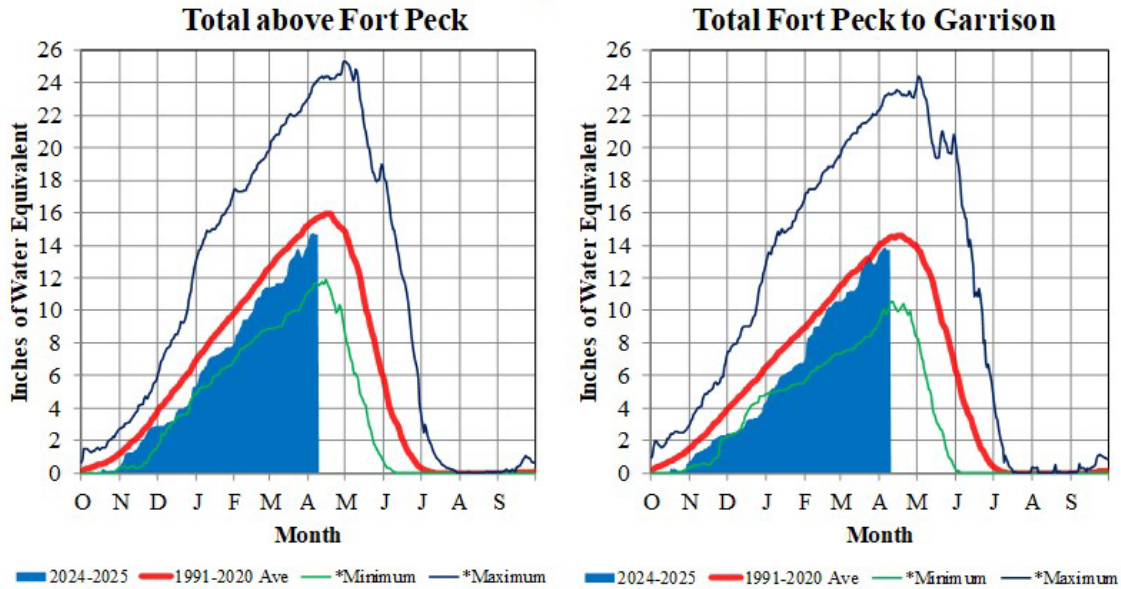 Total above Fort Peck
Inches of Water Equivalent
26
24
22
20
18
16
14
12
10
8
6
4
2
0
O N D J F M A M J J A S
Month
2024-2025 1991-2020 Ave *Minimum *Maximum
Total Fort Peck to Garrison
Inches of Water Equivalent
26
24
22
20
18
16
14
12
10
8
6
4
2
0
O N D J F M A M J J A S
Month
2024-2025 1991-2020 Ave *Minimum *Maximum